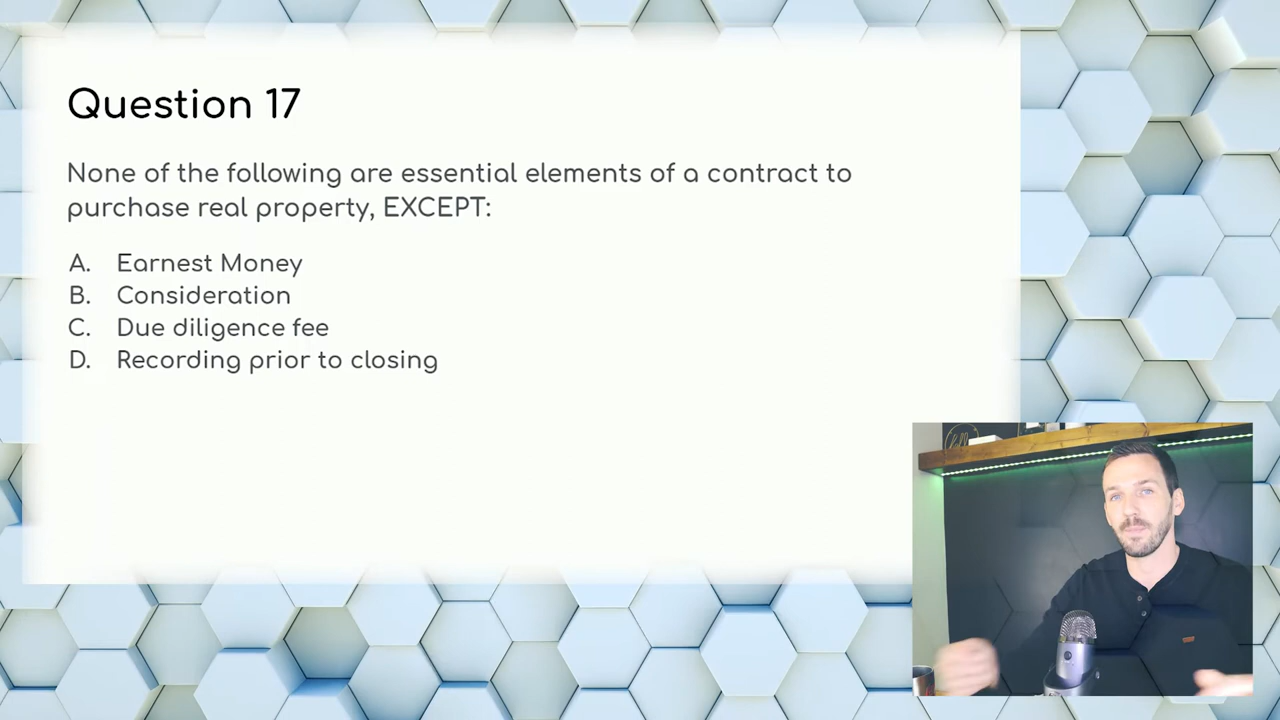 Question 17
None of the following are essential elements of a contract to
purchase real property, EXCEPT:
A. Earnest Money
B. Consideration
C. Due diligence fee
D. Recording prior to closing